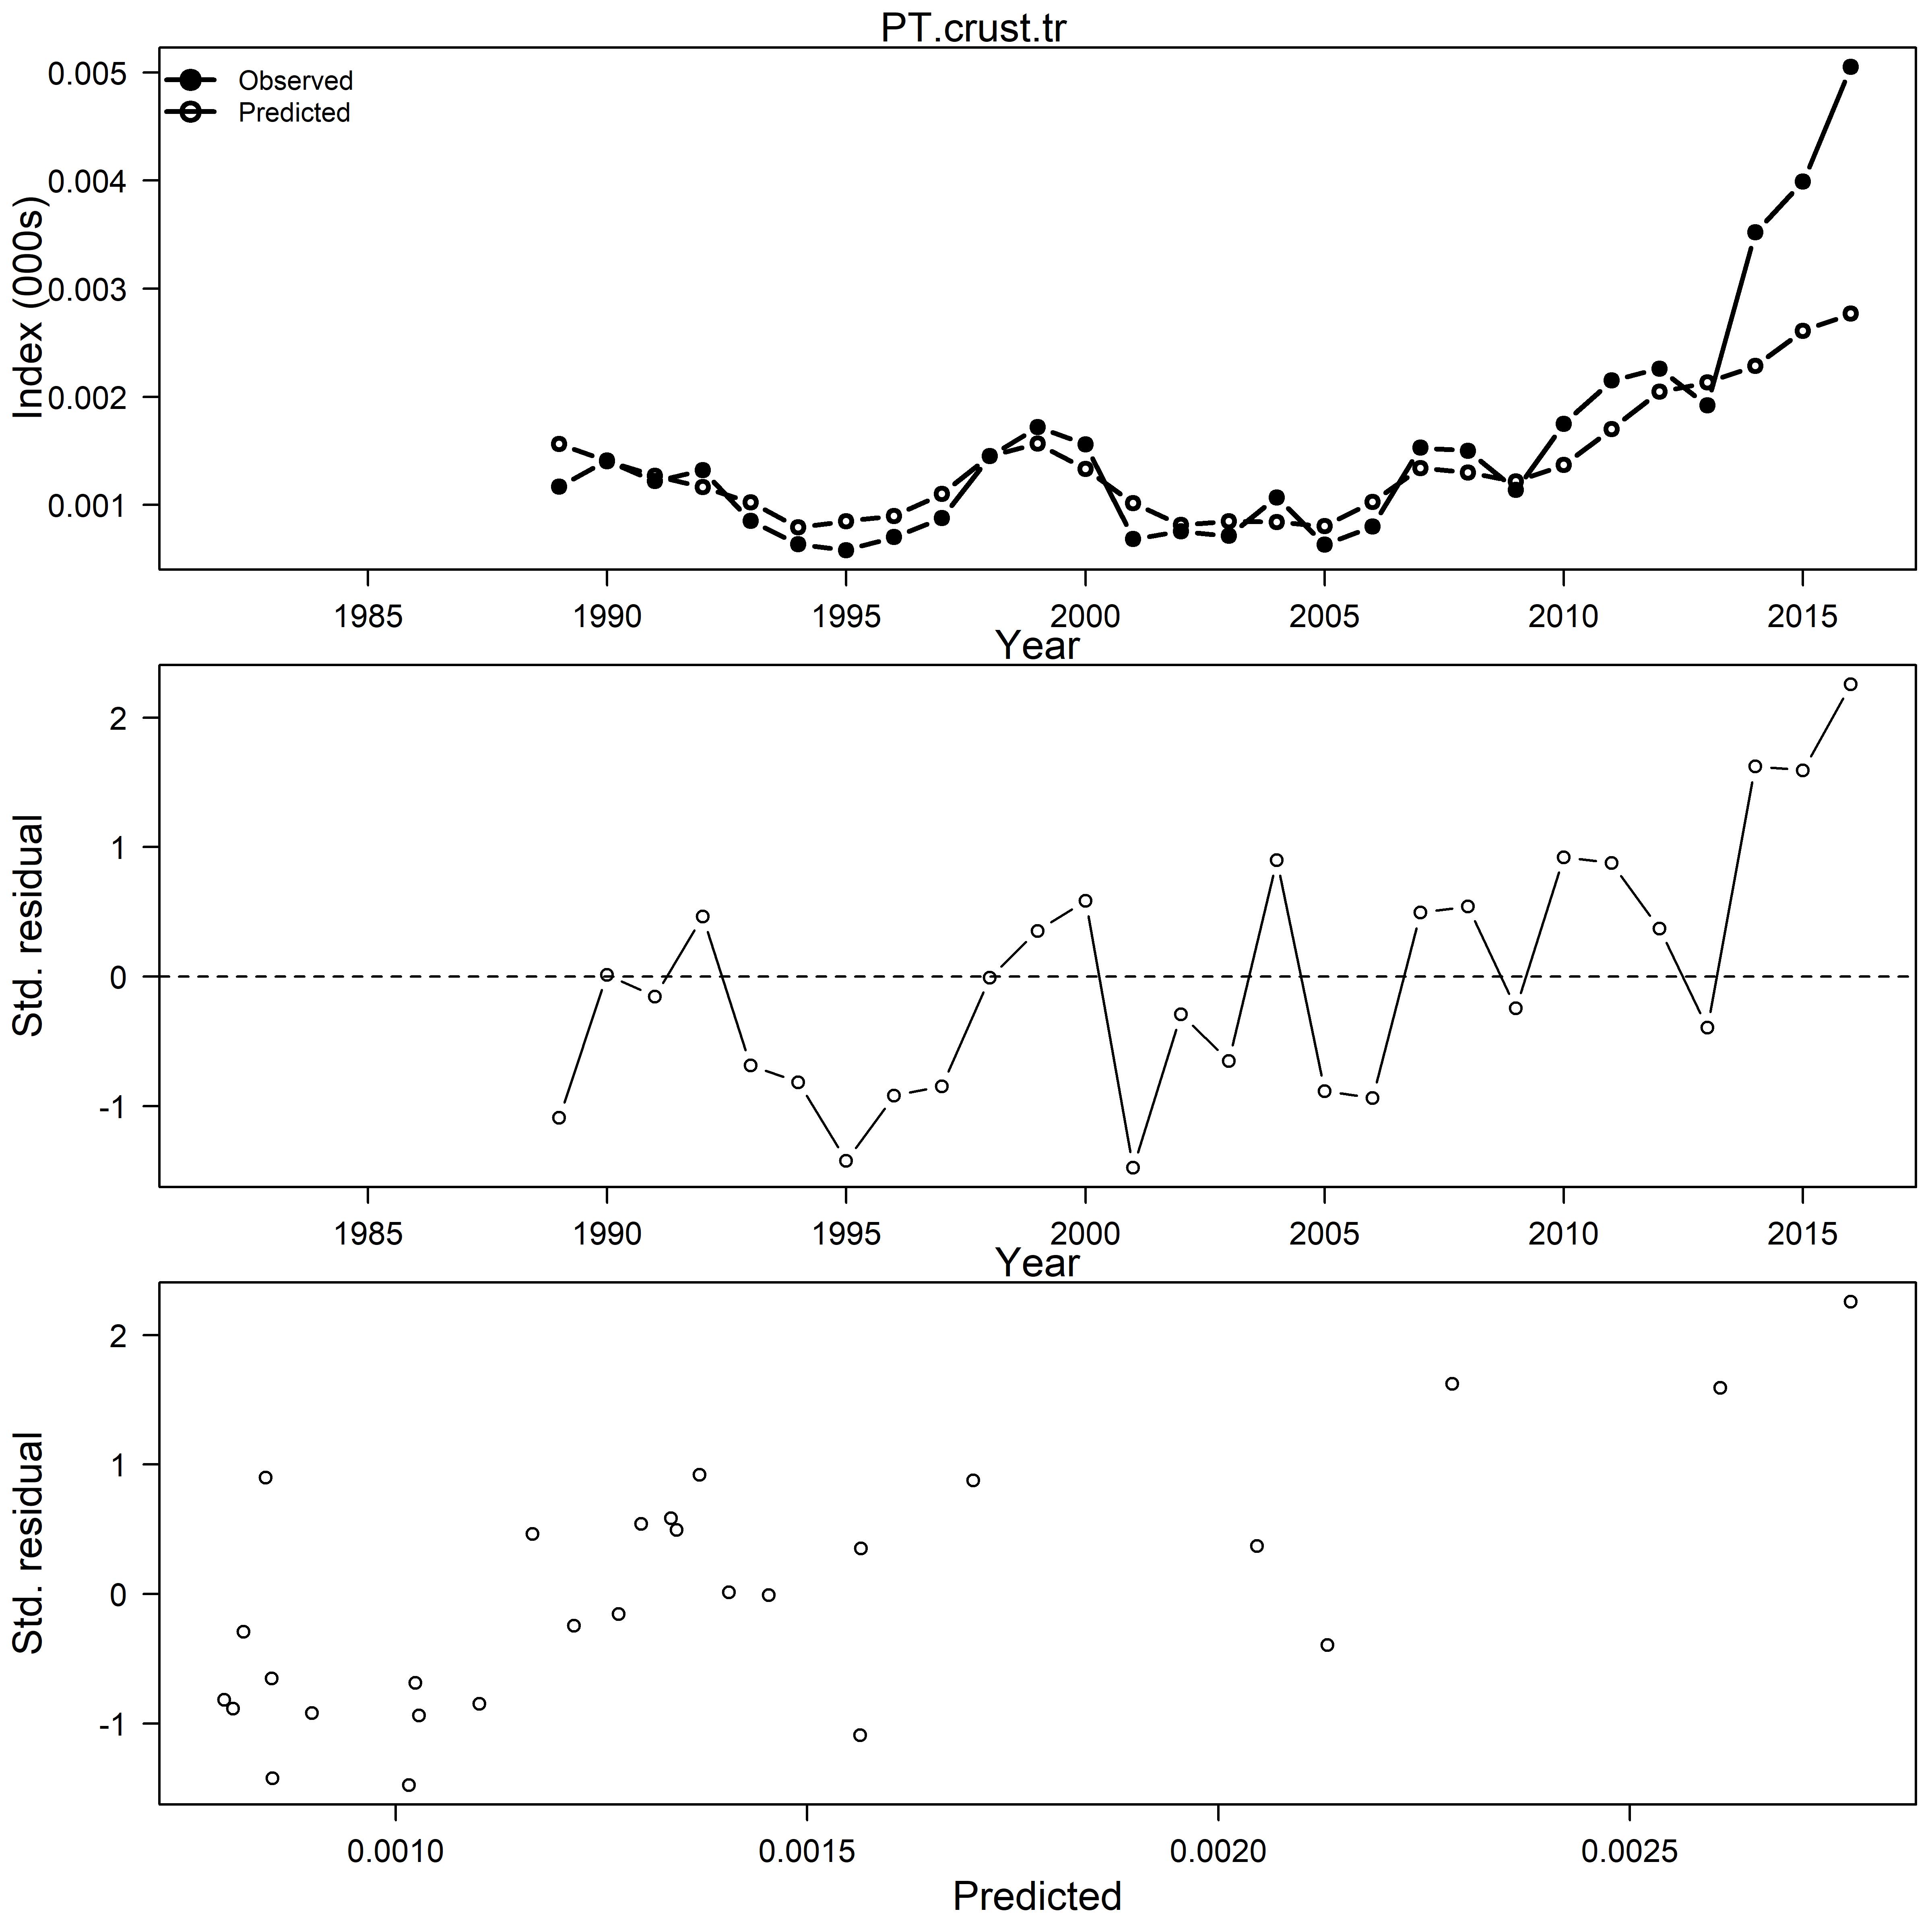 PT.crust.tr
Observed
Predicted
Index (000s)
0.005
0.004
0.003
0.002
0.001
1985 1990 1995 2000 2005 2010 2015
Year
Std. residual
2
1
0
-1
1985 1990 1995 2000 2005 2010 2015
Year
Std. residual
2
1
0
-1
0.0010 0.0015 0.0020 0.0025
Predicted